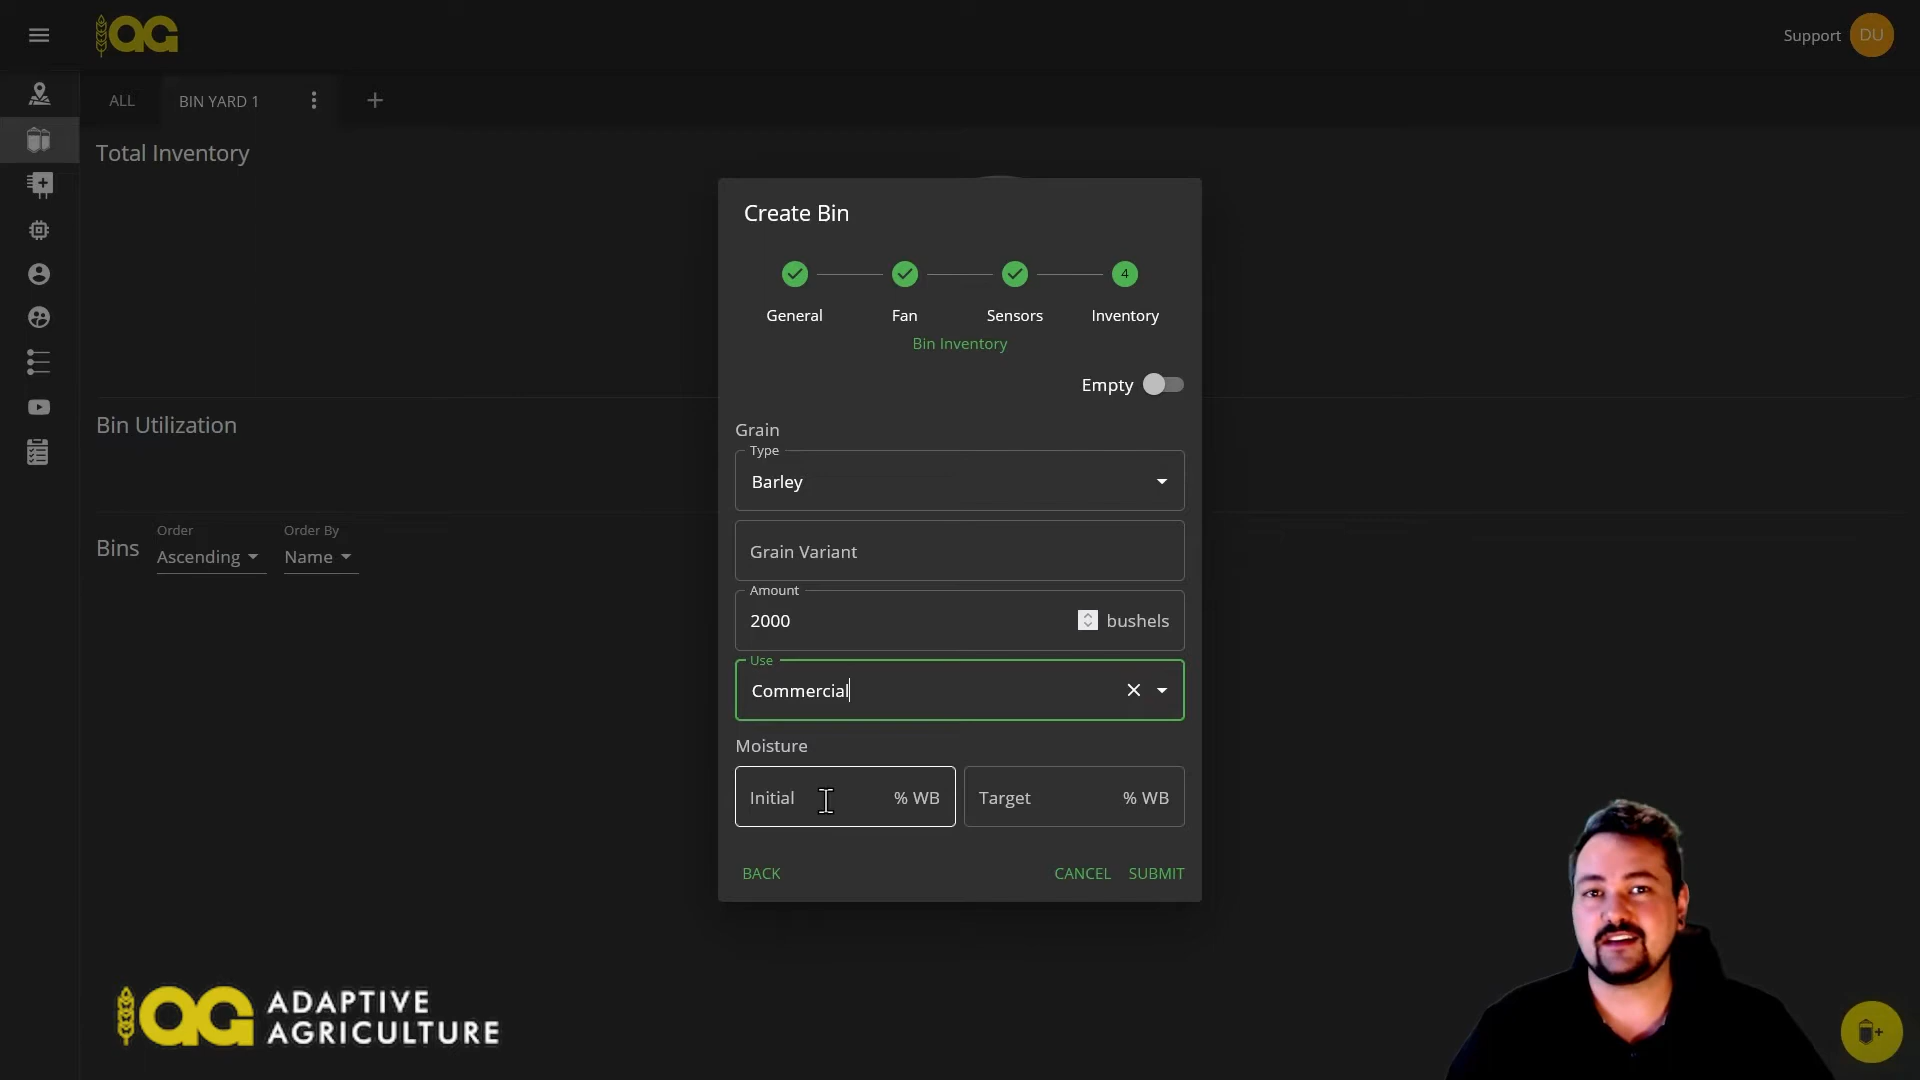 aG
Support DU
ALL BIN YARD 1
Total Inventory
Create Bin
4
General Fan Sensors Inventory
Bin Inventory
Empty
Bin Utilization
Grain
Type
Barley
Order Order By
Bins Ascending Name
Grain Variant
Amount
2000 bushels
Use
Commercial
Moisture
Initial % WB Target % WB
BACK CANCEL SUBMIT
aG ADAPTIVE
AGRICULTURE